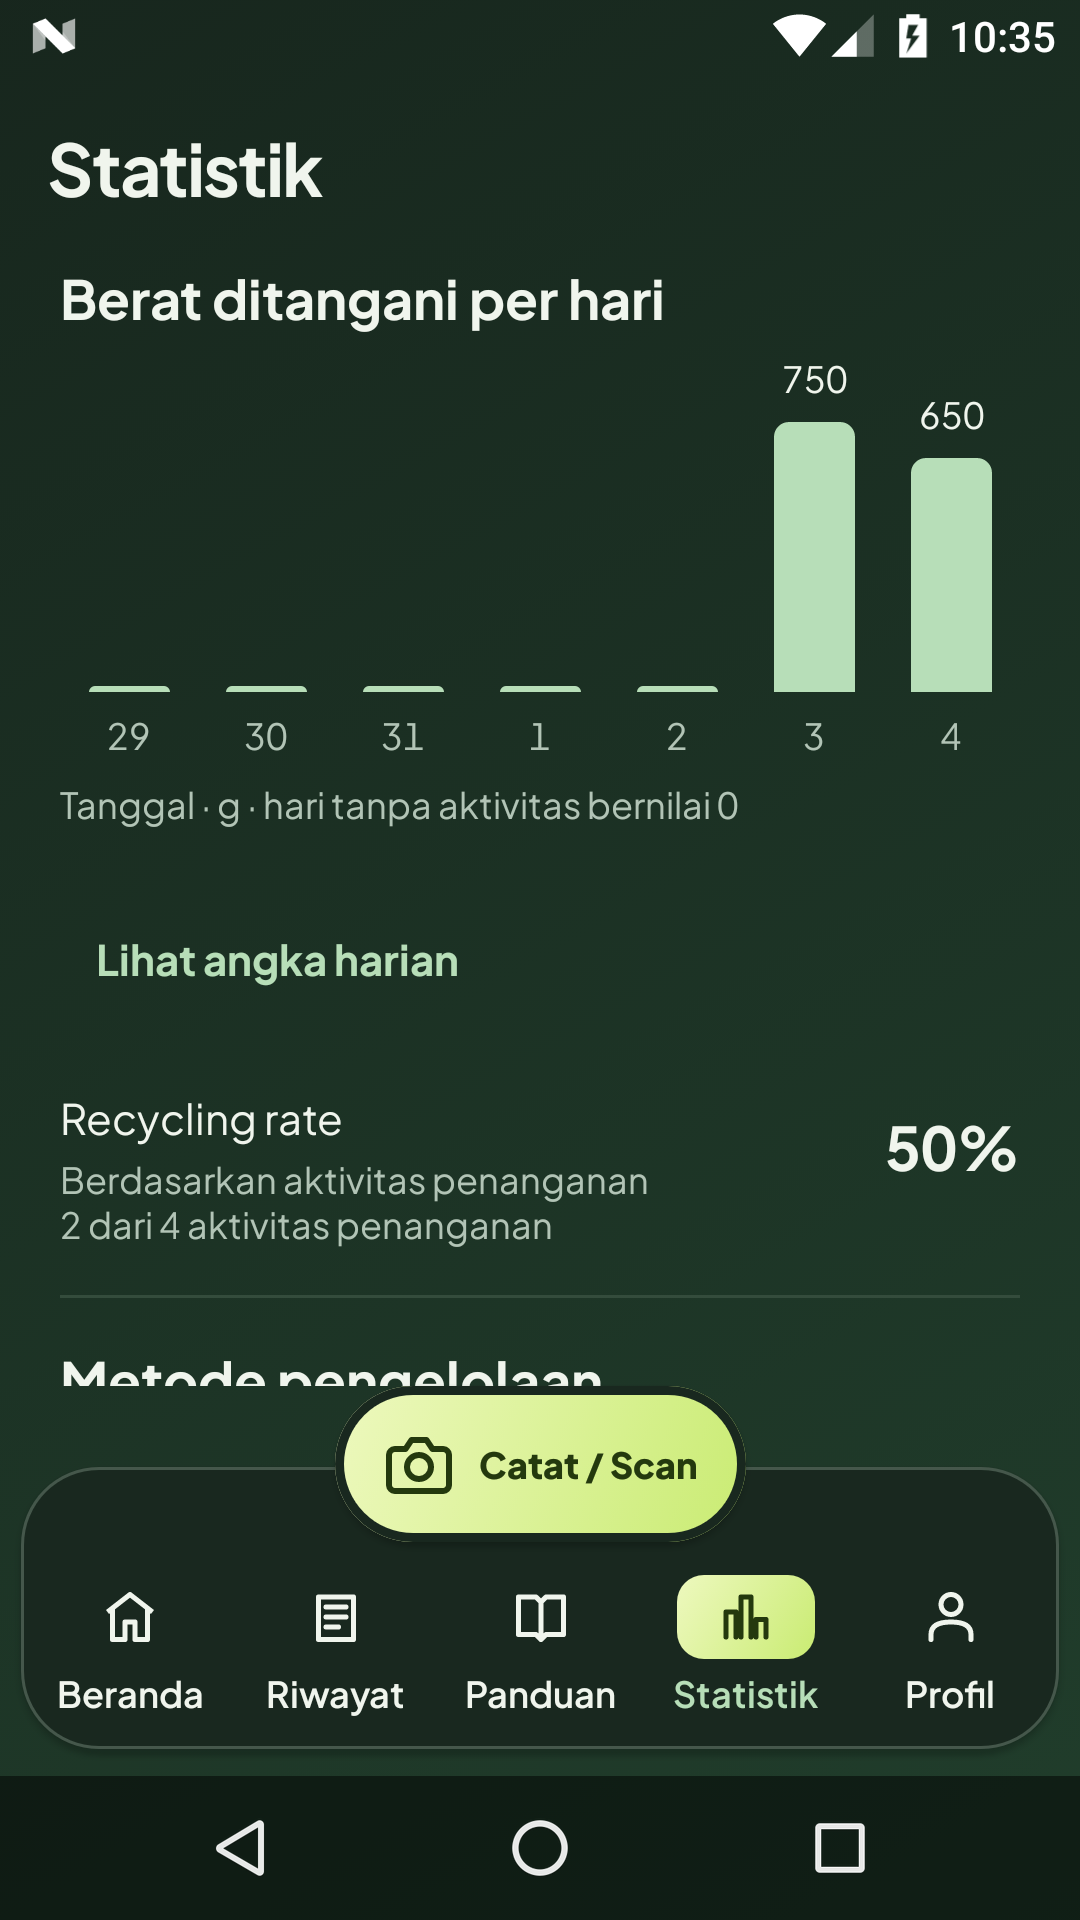 10:35
Statistik
Berat ditangani per hari
750
650
29 30 31 1 2 3 4
Tanggal · g · hari tanpa aktivitas bernilai 0
Lihat angka harian
Recycling rate
50%
Berdasarkan aktivitas penanganan
2 dari 4 aktivitas penanganan
Metode pengelolaan
Catat / Scan
Beranda Riwayat Panduan Statistik Profil